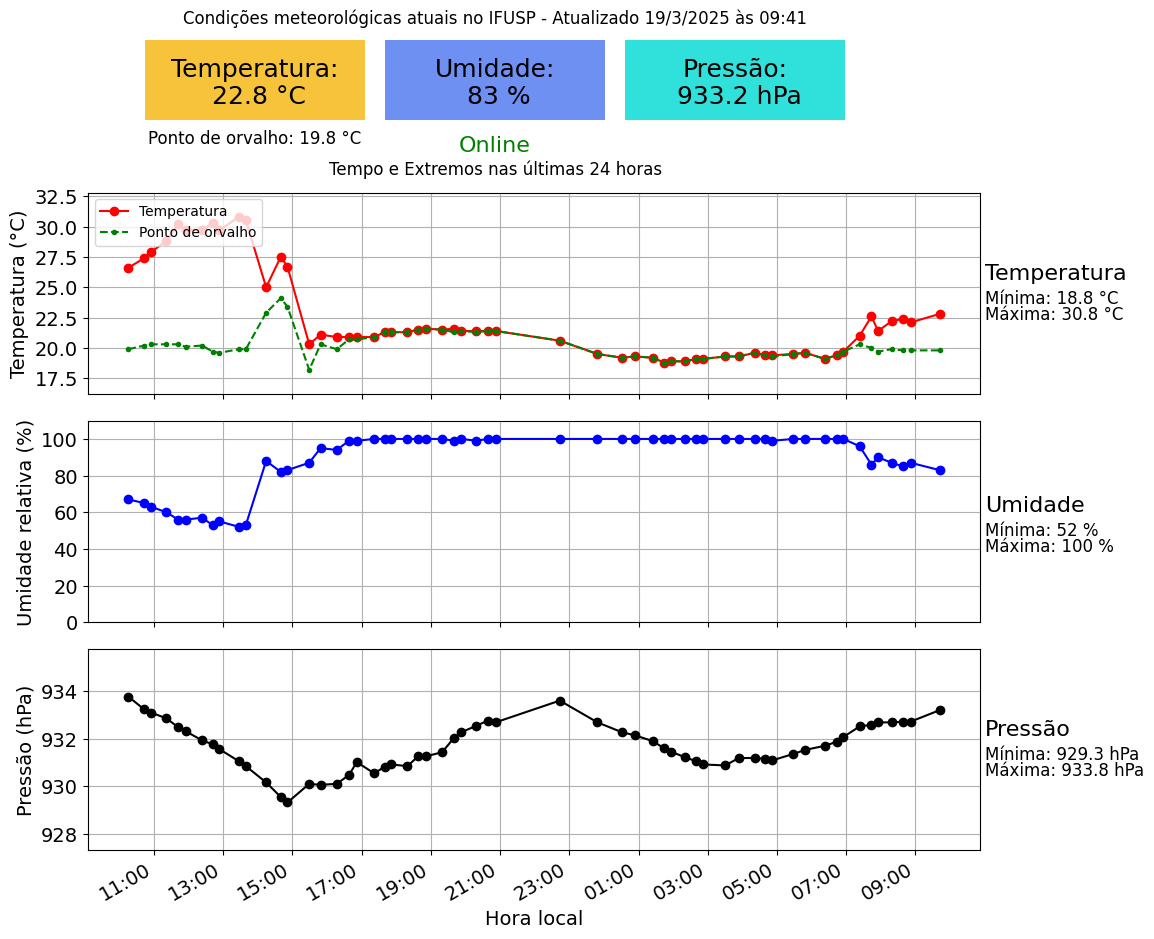 Condições meteorológicas atuais no IFUSP - Atualizado 19/3/2025 às 09:41
Temperatura:
22.8 °C
Umidade:
83 %
Pressão:
933.2 hPa
Ponto de orvalho: 19.8 °C
Online
Tempo e Extremos nas últimas 24 horas
Temperatura (°C)
32.5
30.0
27.5
25.0
22.5
20.0
17.5
Temperatura
Ponto de orvalho
Temperatura
Mínima: 18.8 °C
Máxima: 30.8 °C
Umidade relativa (%)
100
80
60
40
20
0
Umidade
Mínima: 52 %
Máxima: 100 %
Pressão (hPa)
934
932
930
928
Pressão
Mínima: 929.3 hPa
Máxima: 933.8 hPa
11:00
13:00
15:00
17:00
19:00
21:00
23:00
01:00
03:00
05:00
07:00
09:00
Hora local